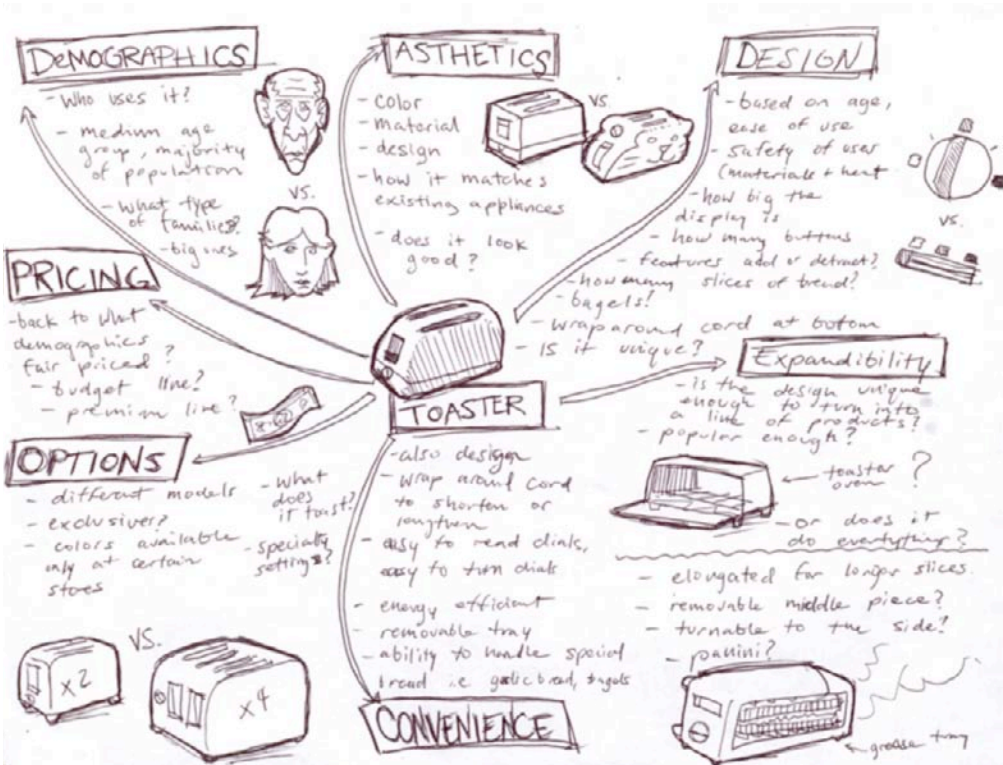 DEMOGRAPHICS
- Who uses it?
- medium age
group, majority
of population
- what type
of families?
- big ones
VS.
ASTHETICS
- color
- material
- design
- how it matches
existing appliances
- does it look
good?
VS.
DESIGN
- based on age,
ease of use
- safety of user
(materials + heat
- how big the
display is
- how many buttons
- features add or detract?
- how many slices of bread?
- bagels!
- wrap around cord at bottom
- Is it unique?
VS.
PRICING
- back to what
demographics
fair priced?
- budget line?
- premium line?
TOASTER
Expandibility
- is the design unique
enough to turn into
a line of products?
- popular enough?
toaster
oven
?
- or does it
do everything?
- elongated for longer slices.
- removable middle piece?
- turnable to the side?
- panini?
grease tray
OPTIONS
- different models
- exclusives?
- colors available
only at certain
stores
- what
does
it toast?
- specialty
settings?
x2
VS.
x4
- also design
- wrap around cord
to shorten or
lengthen
- easy to read dials,
easy to turn dials
- energy efficient
- removable tray
- ability to handle special
bread i.e garlic bread, bagels
CONVENIENCE